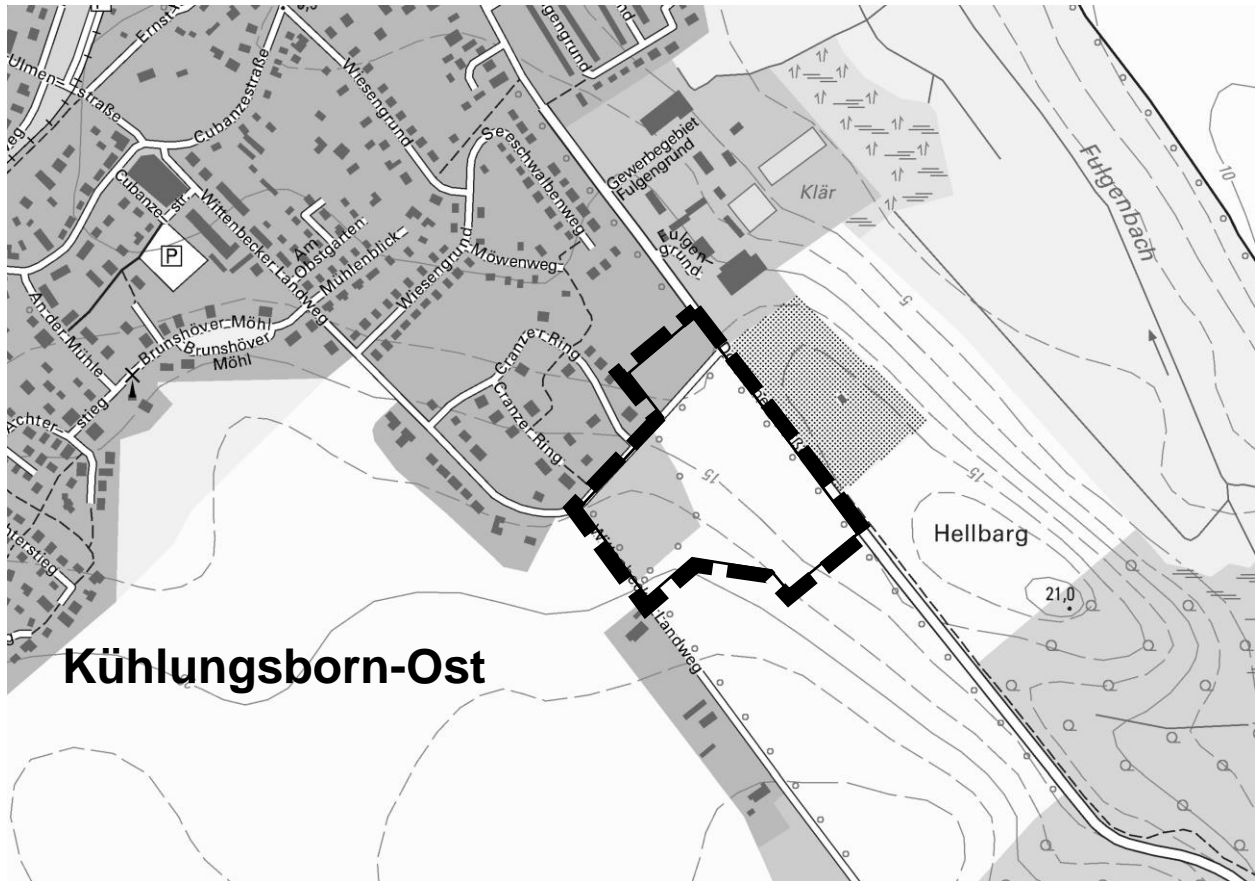 Ulmen-
straße
Ernst
Cubanzestraße
Wiesengrund
Fulgengrund
Seeschwalbenweg
Gewerbegebiet
Fulgengrund
Klär
Fulgenbach
10
5
Cubanzestr.
Wittenbecker Landweg
Am
Obstgarten
Mühlenblick
Wiesengrund
Möwenweg
Fulgen-
grund
P
An der Mühle
Brunshöver Möhl
Brunshöver
Möhl
Cranzer Ring
Cranzer Ring
Achter
stieg
15
15
Hellbarg
21,0
Landweg
Kühlungsborn-Ost